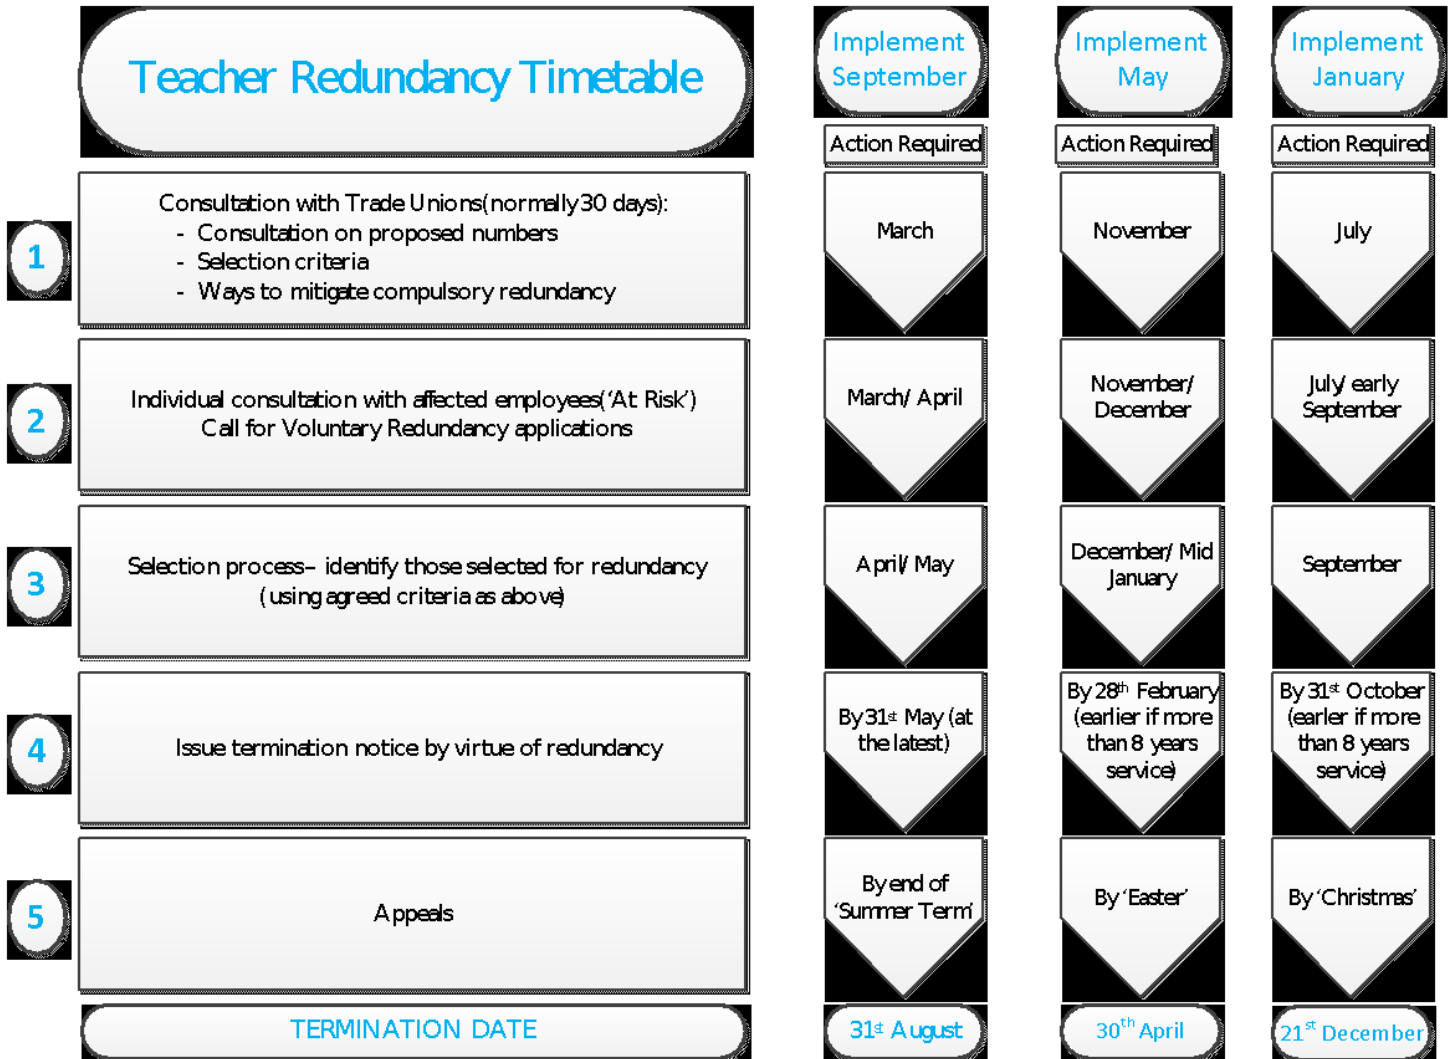 Teacher Redundancy Timetable
Implement
September
Implement
May
Implement
January
Action Required
Action Required
Action Required
1
Consultation with Trade Unions(normally 30 days):
- Consultation on proposed numbers
- Selection criteria
- Ways to mitigate compulsory redundancy
March
November
July
2
Individual consultation with affected employees('At Risk')
Call for Voluntary Redundancy applications
March/ April
November/
December
July/ early
September
3
Selection process– identify those selected for redundancy
(using agreed criteria as above)
April/ May
December/ Mid
January
September
4
Issue termination notice by virtue of redundancy
By 31st May (at
the latest)
By 28th February
(earlier if more
than 8 years
service)
By 31st October
(earler if more
than 8 years
service)
5
Appeals
By end of
‘Summer Term’
By ‘Easter’
By ‘Christmas’
TERMINATION DATE
31st August
30th April
21st December